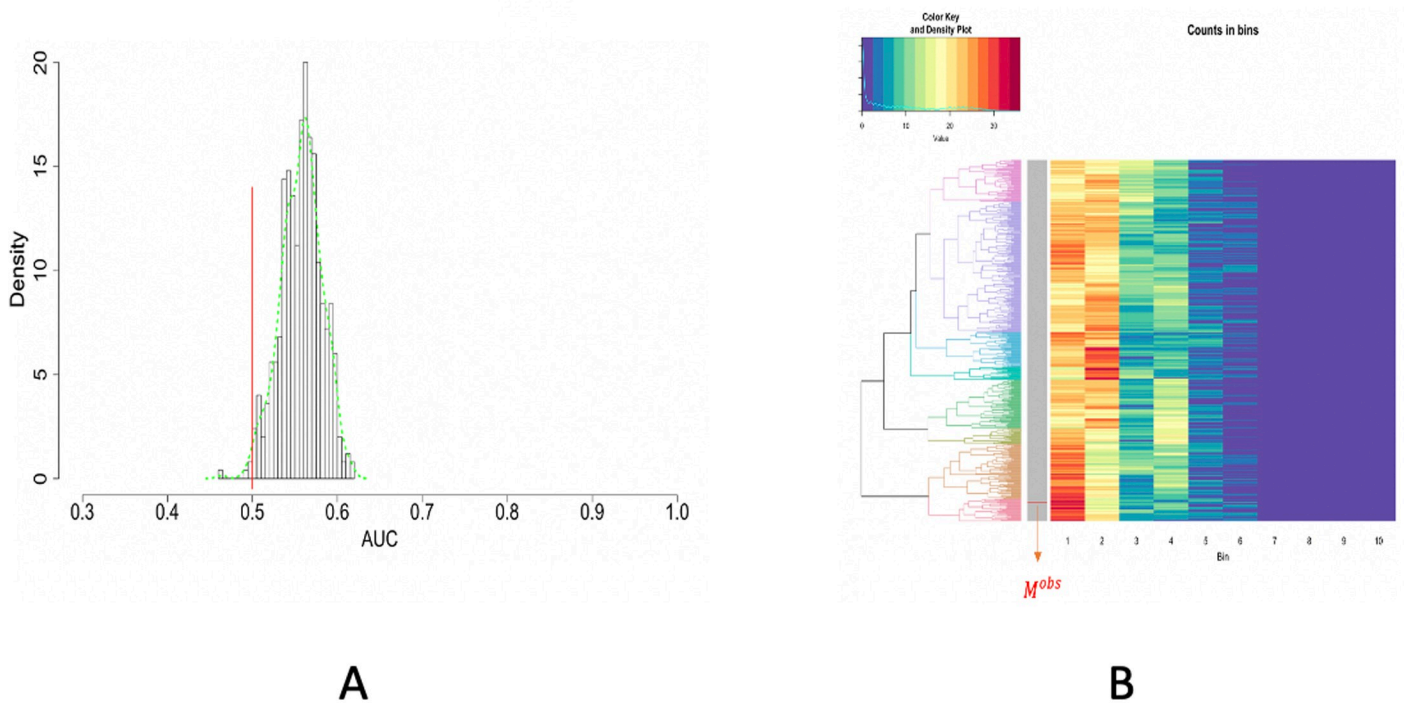 Density
0 5 10 15 20
0.3 0.4 0.5 0.6 0.7 0.8 0.9 1.0
AUC
A
Color Key
and Density Plot
0 10 20 30
Value
Counts in bins
1 2 3 4 5 6 7 8 9 10
Bin
M^obs
B